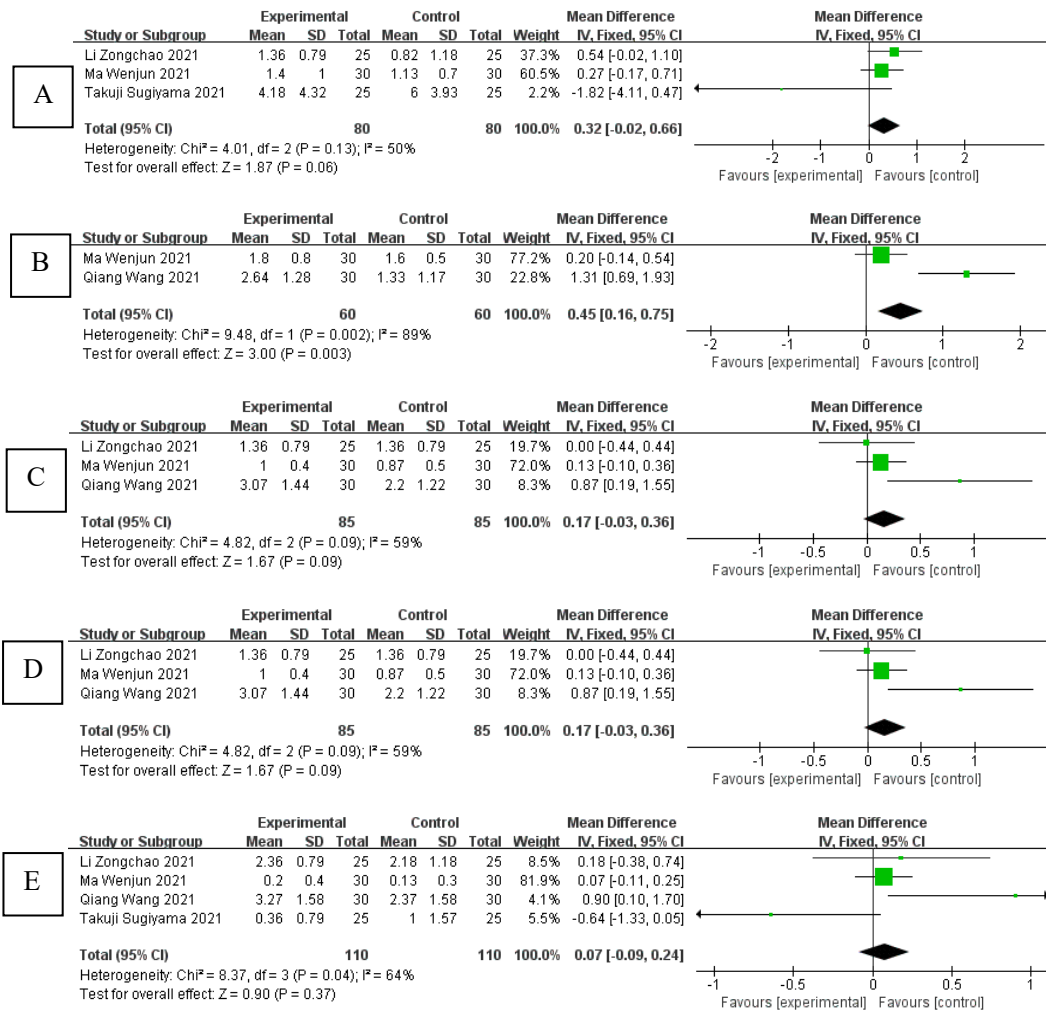 A
Experimental Control Mean Difference Mean Difference
Study or Subgroup Mean SD Total Mean SD Total Weight IV, Fixed, 95% CI IV, Fixed, 95% CI
Li Zongchao 2021 1.36 0.79 25 0.82 1.18 25 37.3% 0.54 [-0.02, 1.10]
Ma Wenjun 2021 1.4 1 30 1.13 0.7 30 60.5% 0.27 [-0.17, 0.71]
Takuji Sugiyama 2021 4.18 4.32 25 6 3.93 25 2.2% -1.82 [-4.11, 0.47]
Total (95% CI) 80 80 100.0% 0.32 [-0.02, 0.66]
Heterogeneity: Chi² = 4.01, df = 2 (P = 0.13); I² = 50%
Test for overall effect: Z = 1.87 (P = 0.06)
-2 -1 0 1 2
Favours [experimental] Favours [control]
B
Experimental Control Mean Difference Mean Difference
Study or Subgroup Mean SD Total Mean SD Total Weight IV, Fixed, 95% CI IV, Fixed, 95% CI
Ma Wenjun 2021 1.8 0.8 30 1.6 0.5 30 77.2% 0.20 [-0.14, 0.54]
Qiang Wang 2021 2.64 1.28 30 1.33 1.17 30 22.8% 1.31 [0.69, 1.93]
Total (95% CI) 60 60 100.0% 0.45 [0.16, 0.75]
Heterogeneity: Chi² = 9.48, df = 1 (P = 0.002); I² = 89%
Test for overall effect: Z = 3.00 (P = 0.003)
-2 -1 0 1 2
Favours [experimental] Favours [control]
C
Experimental Control Mean Difference Mean Difference
Study or Subgroup Mean SD Total Mean SD Total Weight IV, Fixed, 95% CI IV, Fixed, 95% CI
Li Zongchao 2021 1.36 0.79 25 1.36 0.79 25 19.7% 0.00 [-0.44, 0.44]
Ma Wenjun 2021 1 0.4 30 0.87 0.5 30 72.0% 0.13 [-0.10, 0.36]
Qiang Wang 2021 3.07 1.44 30 2.2 1.22 30 8.3% 0.87 [0.19, 1.55]
Total (95% CI) 85 85 100.0% 0.17 [-0.03, 0.36]
Heterogeneity: Chi² = 4.82, df = 2 (P = 0.09); I² = 59%
Test for overall effect: Z = 1.67 (P = 0.09)
-1 -0.5 0 0.5 1
Favours [experimental] Favours [control]
D
Experimental Control Mean Difference Mean Difference
Study or Subgroup Mean SD Total Mean SD Total Weight IV, Fixed, 95% CI IV, Fixed, 95% CI
Li Zongchao 2021 1.36 0.79 25 1.36 0.79 25 19.7% 0.00 [-0.44, 0.44]
Ma Wenjun 2021 1 0.4 30 0.87 0.5 30 72.0% 0.13 [-0.10, 0.36]
Qiang Wang 2021 3.07 1.44 30 2.2 1.22 30 8.3% 0.87 [0.19, 1.55]
Total (95% CI) 85 85 100.0% 0.17 [-0.03, 0.36]
Heterogeneity: Chi² = 4.82, df = 2 (P = 0.09); I² = 59%
Test for overall effect: Z = 1.67 (P = 0.09)
-1 -0.5 0 0.5 1
Favours [experimental] Favours [control]
E
Experimental Control Mean Difference Mean Difference
Study or Subgroup Mean SD Total Mean SD Total Weight IV, Fixed, 95% CI IV, Fixed, 95% CI
Li Zongchao 2021 2.36 0.79 25 2.18 1.18 25 8.5% 0.18 [-0.38, 0.74]
Ma Wenjun 2021 0.2 0.4 30 0.13 0.3 30 81.9% 0.07 [-0.11, 0.25]
Qiang Wang 2021 3.27 1.58 30 2.37 1.58 30 4.1% 0.90 [0.10, 1.70]
Takuji Sugiyama 2021 0.36 0.79 25 1 1.57 25 5.5% -0.64 [-1.33, 0.05]
Total (95% CI) 110 110 100.0% 0.07 [-0.09, 0.24]
Heterogeneity: Chi² = 8.37, df = 3 (P = 0.04); I² = 64%
Test for overall effect: Z = 0.90 (P = 0.37)
-1 -0.5 0 0.5 1
Favours [experimental] Favours [control]